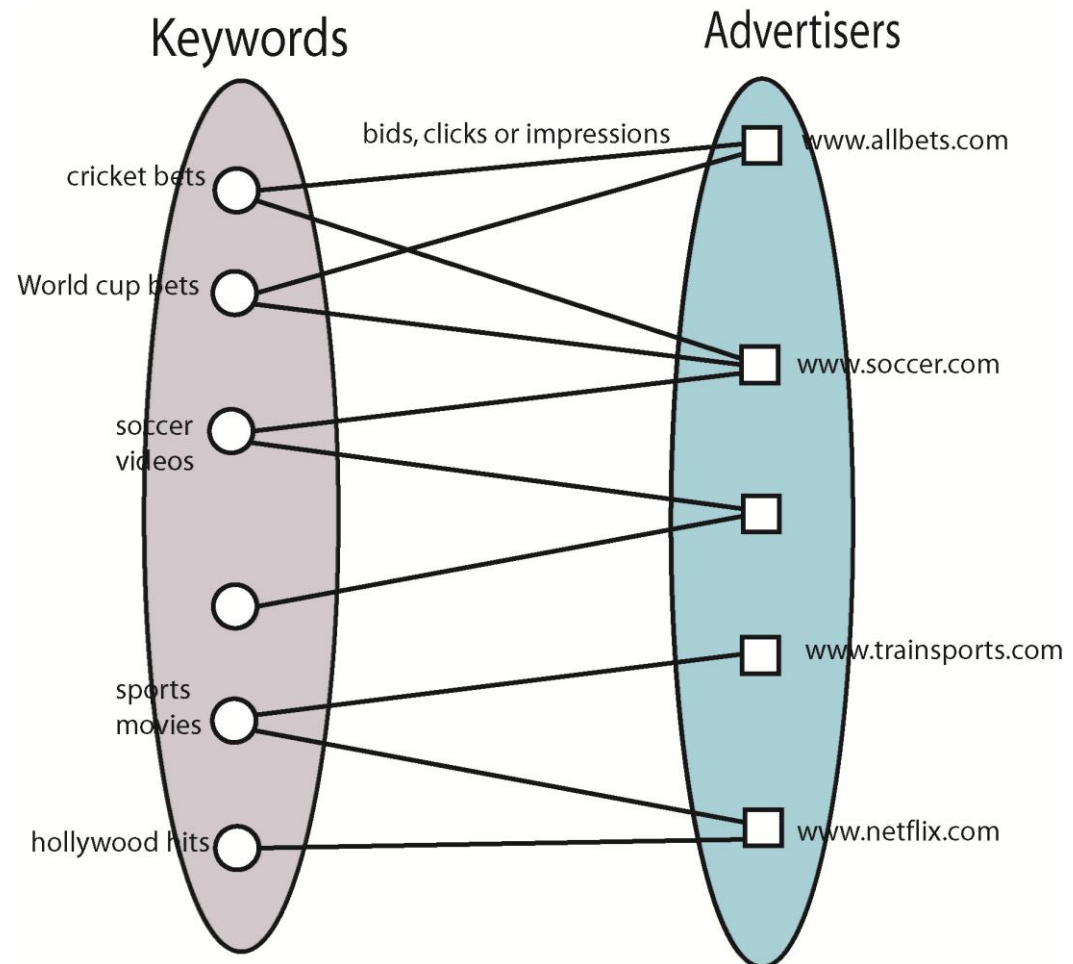 Keywords
Advertisers
bids, clicks or impressions
cricket bets
www.allbets.com
World cup bets
www.soccer.com
soccer
videos
www.trainsports.com
sports
movies
hollywood hits
www.netflix.com